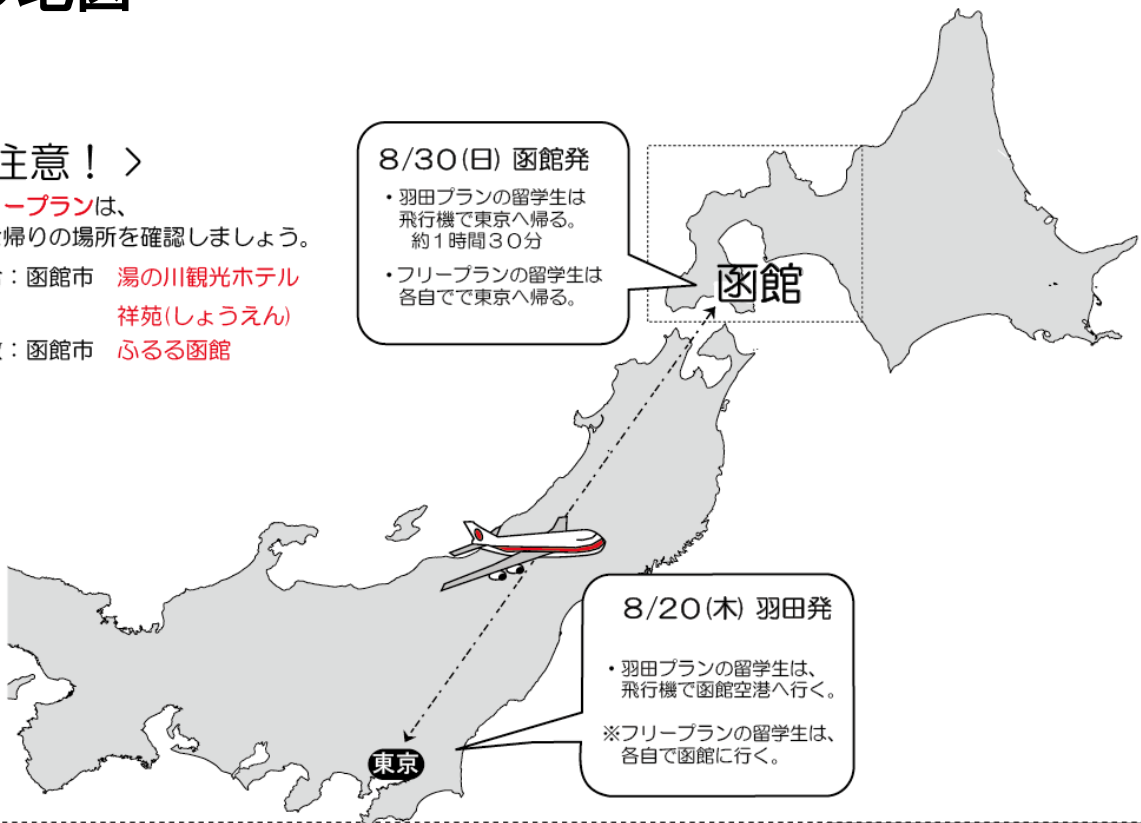 の地図
注意！＞
ープランは、
帰りの場所を確認しましょう。
：函館市　湯の川観光ホテル
祥苑(しょうえん)
：函館市　ふるる函館
8/30(日) 函館発
・羽田プランの留学生は
飛行機で東京へ帰る。
約１時間３０分
・フリープランの留学生は
各自でで東京へ帰る。
函館
8/20(木) 羽田発
・羽田プランの留学生は、
飛行機で函館空港へ行く。
※フリープランの留学生は、
各自で函館に行く。
東京